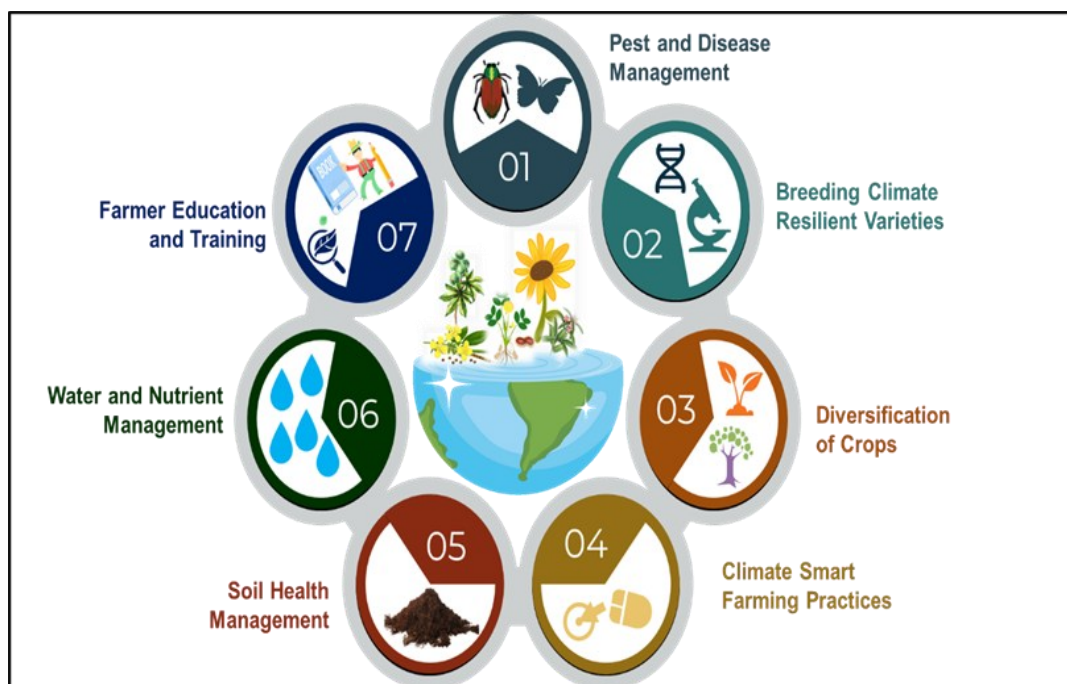 Pest and Disease
Management
01
Breeding Climate
Resilient Varieties
02
Diversification
of Crops
03
Climate Smart
Farming Practices
04
Soil Health
Management
05
Water and Nutrient
Management
06
Farmer Education
and Training
07
BOOK